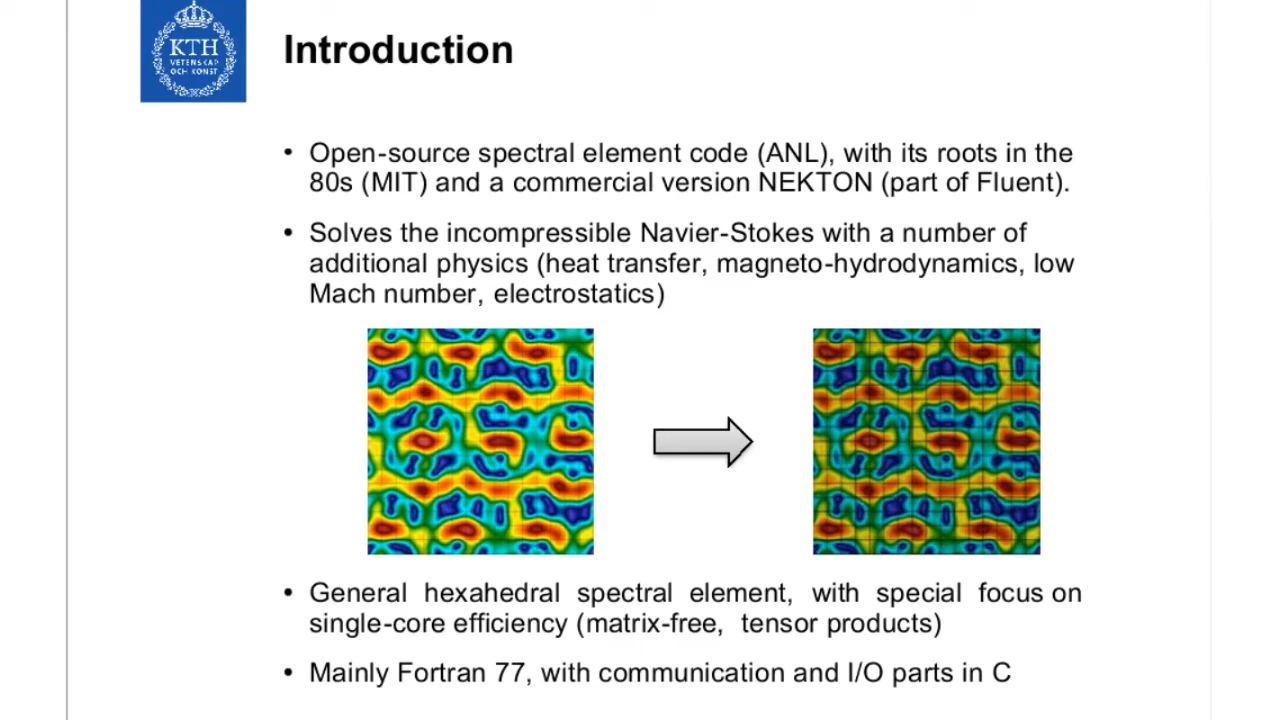 KTH
VETENSKAP
OCH KONST
Introduction
• Open-source spectral element code (ANL), with its roots in the
80s (MIT) and a commercial version NEKTON (part of Fluent).
• Solves the incompressible Navier-Stokes with a number of
additional physics (heat transfer, magneto-hydrodynamics, low
Mach number, electrostatics)
• General hexahedral spectral element, with special focus on
single-core efficiency (matrix-free, tensor products)
• Mainly Fortran 77, with communication and I/O parts in C